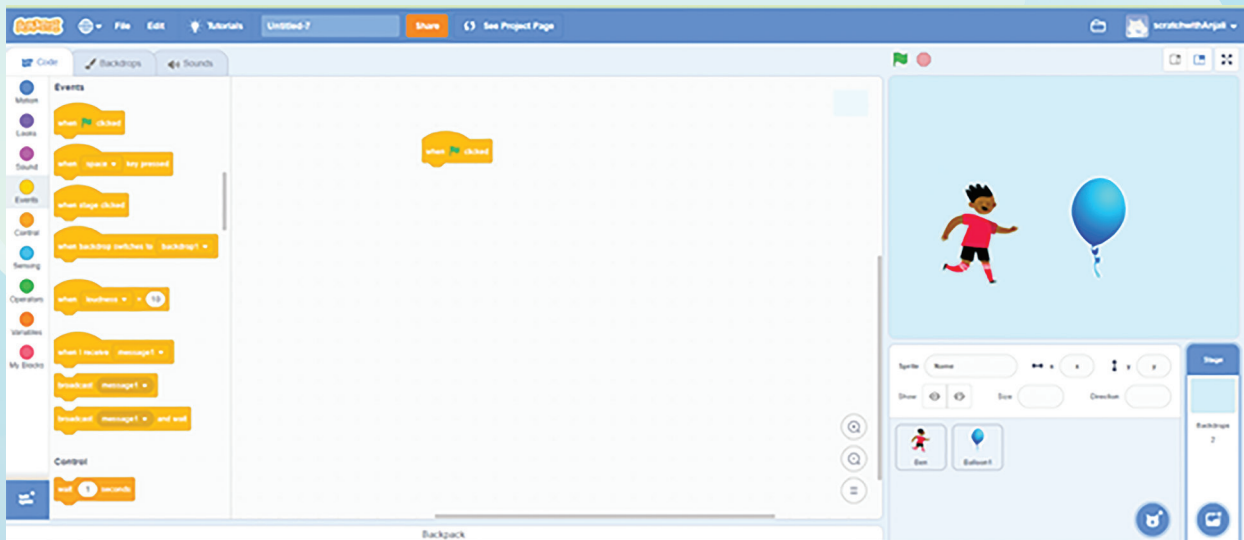 SCRATCH File Edit Tutorials Untitled-7 Share See Project Page scratchwithAnjali
Code Backdrops Sounds
Motion
Looks
Sound
Events
Control
Sensing
Operators
Variables
My Blocks
Events
when clicked
when space key pressed
when stage clicked
when backdrop switches to backdrop1
when loudness > 10
when I receive message1
broadcast message1
broadcast message1 and wait
Control
wait 1 seconds
when clicked
Sprite Name x x y y
Show Size Direction
Ben Balloon1
Stage
Backdrops
2
Backpack